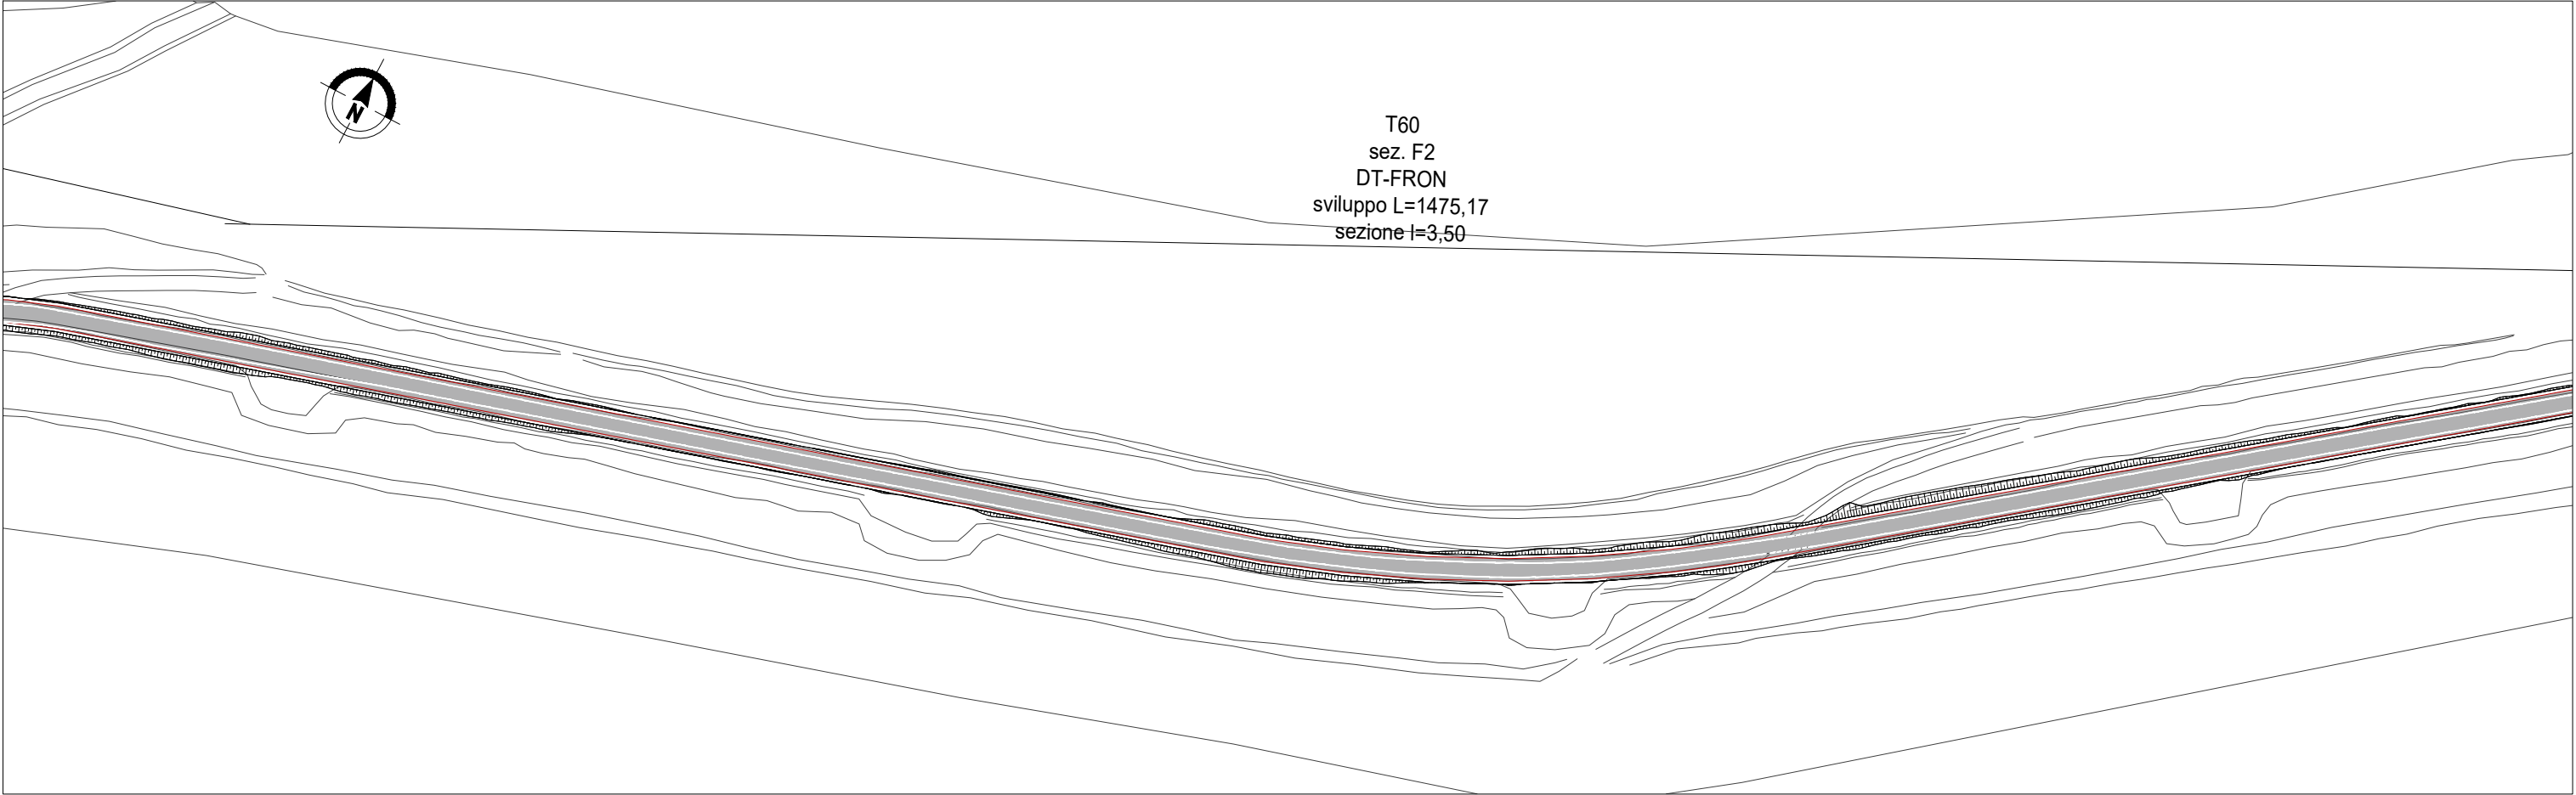 N
T60
sez. F2
DT-FRON
sviluppo L=1475,17
sezione l=3,50